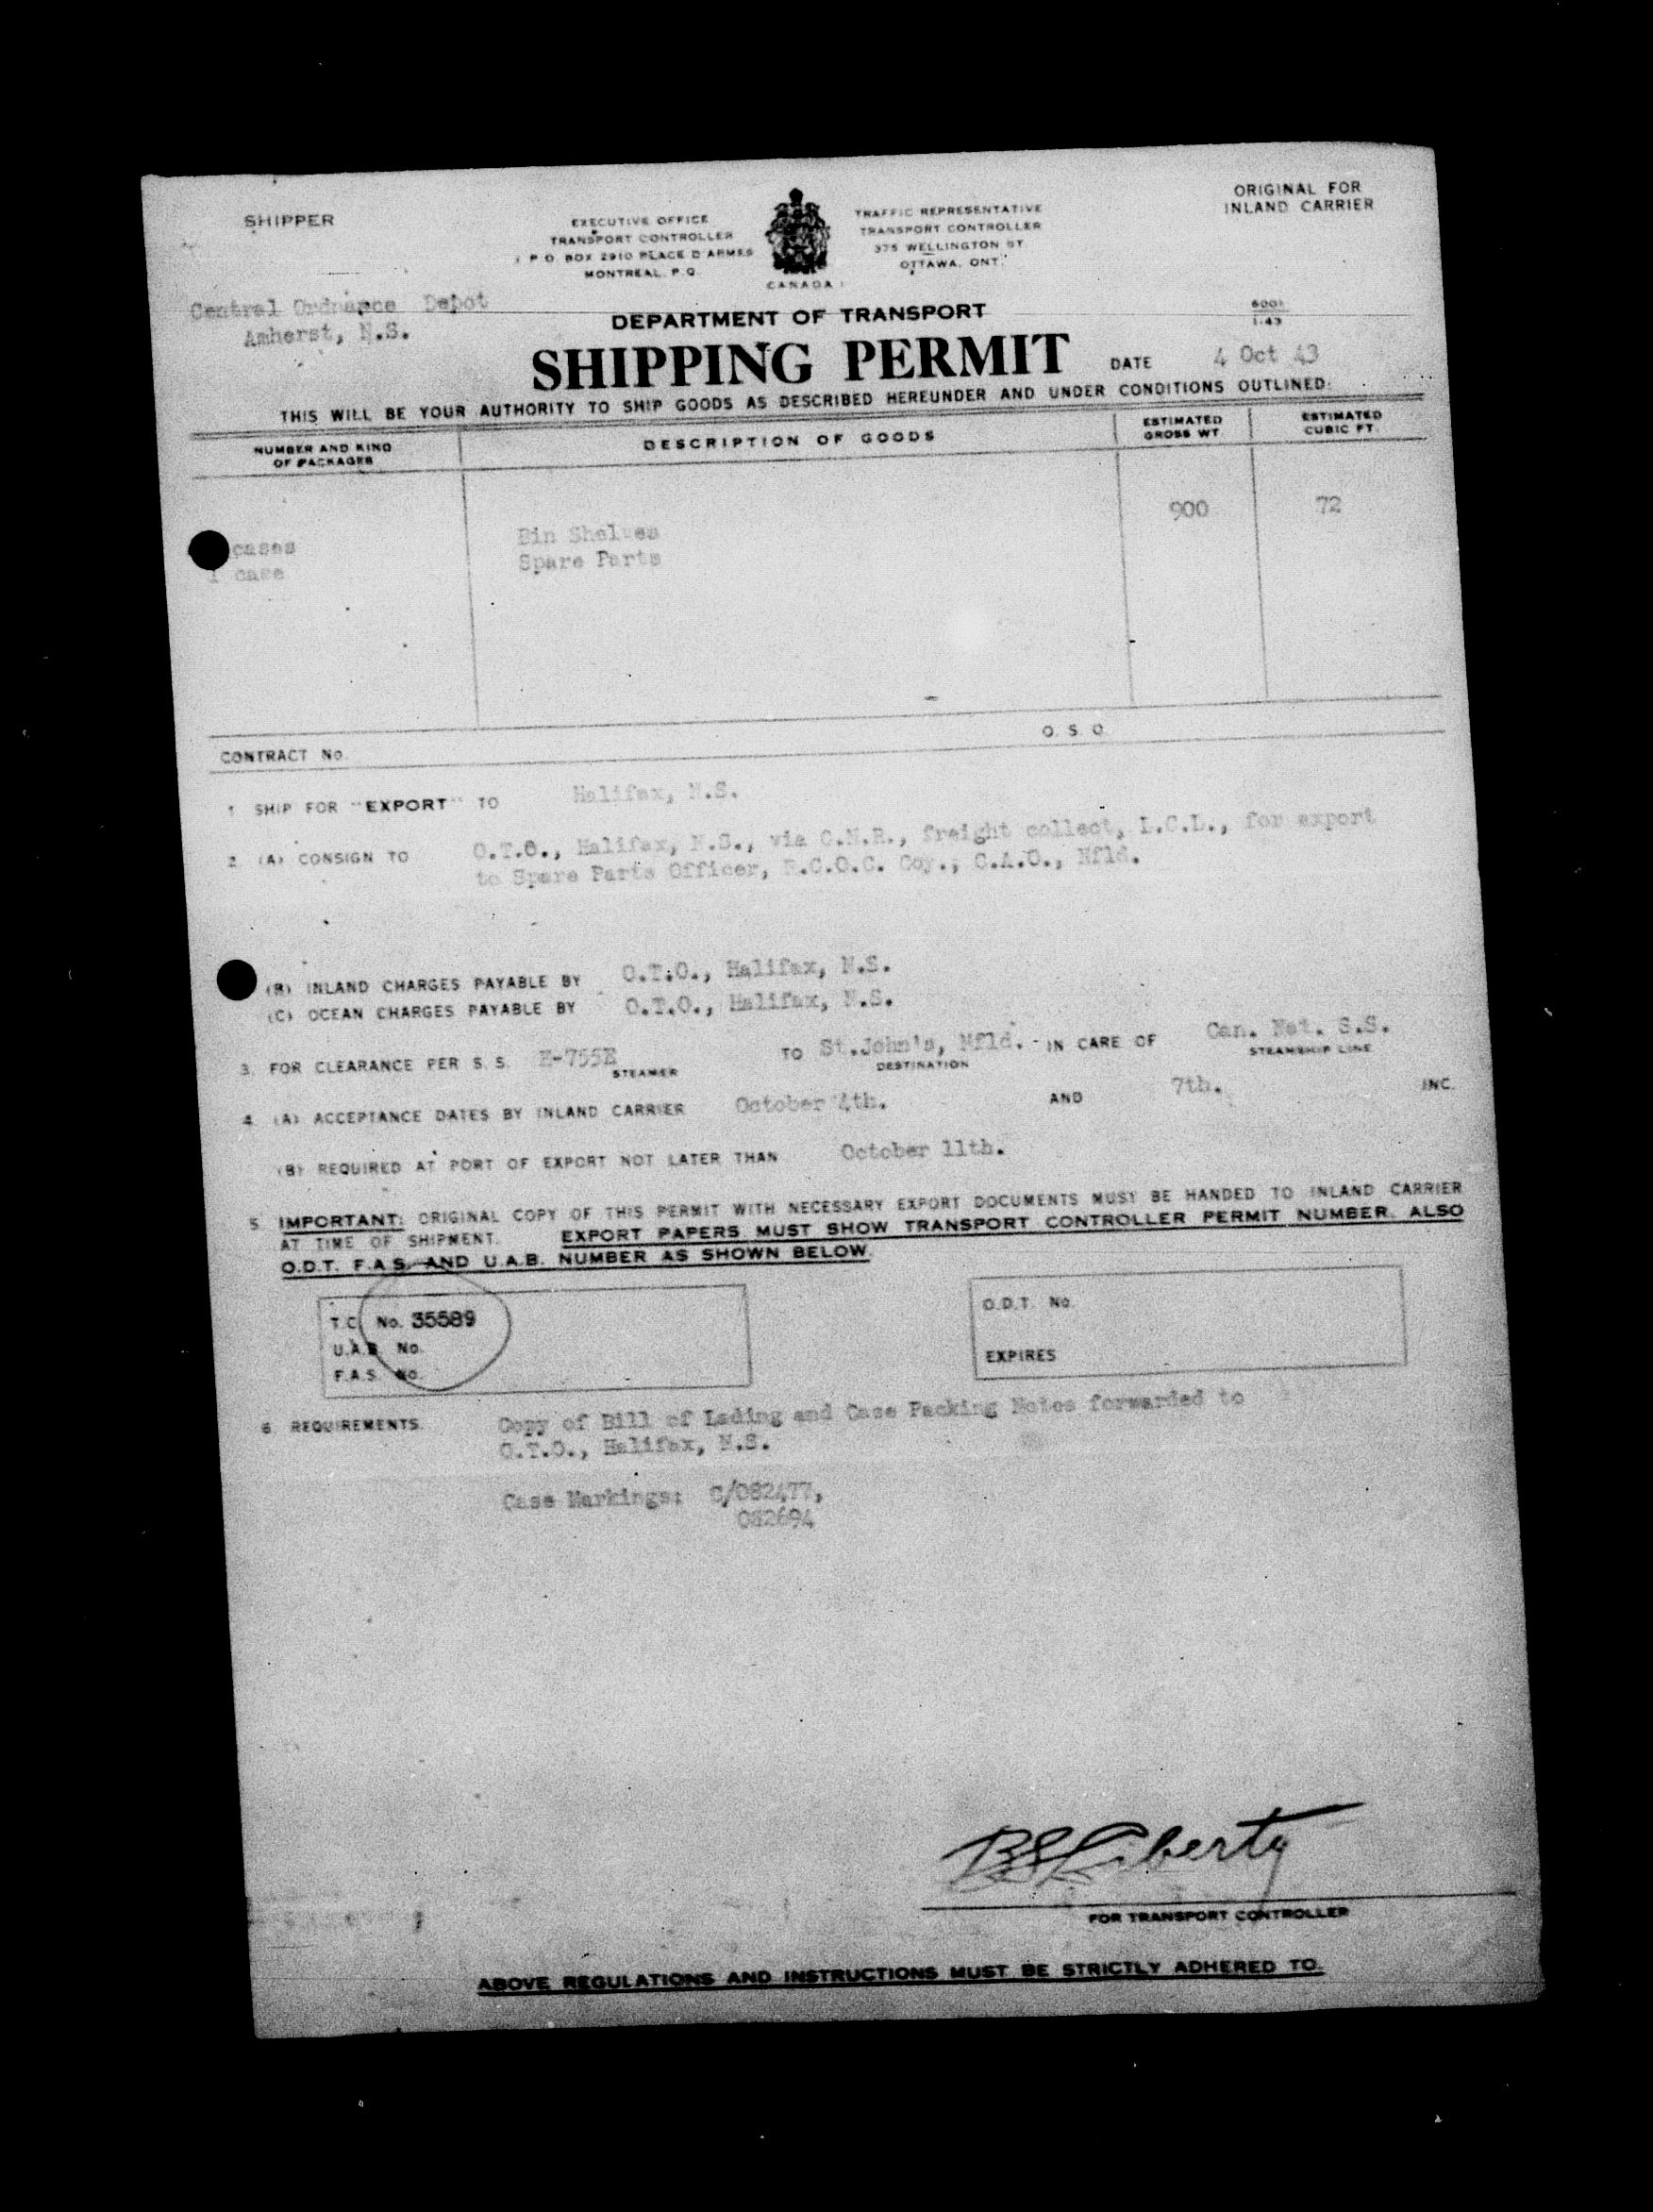 SHIPPER
ORIGINAL FOR
INLAND CARRIER
EXECUTIVE OFFICE
TRANSPORT CONTROLLER
P. O. BOX 2910 PLACE D'ARMES
MONTREAL, P.Q.
CANADA
TRAFFIC REPRESENTATIVE
TRANSPORT CONTROLLER
375 WELLINGTON ST
OTTAWA, ONT.
Central Ordnance Depot
Amherst, N.S.
1-43
DEPARTMENT OF TRANSPORT
SHIPPING PERMIT
DATE 4 Oct 43
THIS WILL BE YOUR AUTHORITY TO SHIP GOODS AS DESCRIBED HEREUNDER AND UNDER CONDITIONS OUTLINED:
NUMBER AND KIND
OF PACKAGES
DESCRIPTION OF GOODS
ESTIMATED
GROSS WT.
ESTIMATED
CUBIC FT.
900 72
cases Bin Shelves
1 case Spare Parts
CONTRACT No. O. S. O.
1 SHIP FOR "EXPORT" TO Halifax, N.S.
2 (A) CONSIGN TO O.T.O., Halifax, N.S., via C.N.R., freight collect, L.C.L., for export
to Spare Parts Officer, R.C.O.C. Coy., C.A.O., Nfld.
(B) INLAND CHARGES PAYABLE BY O.T.O., Halifax, N.S.
(C) OCEAN CHARGES PAYABLE BY O.T.O., Halifax, N.S.
3. FOR CLEARANCE PER S. S. H-755E TO St.John's, Nfld. - IN CARE OF Can. Nat. S.S.
STEAMER DESTINATION STEAMSHIP LINE
4 (A) ACCEPTANCE DATES BY INLAND CARRIER October 4th. AND 7th. INC.
(B) REQUIRED AT PORT OF EXPORT NOT LATER THAN October 11th.
5 IMPORTANT: ORIGINAL COPY OF THIS PERMIT WITH NECESSARY EXPORT DOCUMENTS MUST BE HANDED TO INLAND CARRIER
AT TIME OF SHIPMENT. EXPORT PAPERS MUST SHOW TRANSPORT CONTROLLER PERMIT NUMBER. ALSO
O.D.T. F.A.S. AND U.A.B. NUMBER AS SHOWN BELOW.
T.C. No. 35589
U.A.B. No.
F.A.S. No.
O.D.T. No.
EXPIRES
6 REQUIREMENTS. Copy of Bill of Lading and Case Packing Notes forwarded to
O.T.O., Halifax, N.S.
Case Markings: C/082477,
082694
FOR TRANSPORT CONTROLLER
ABOVE REGULATIONS AND INSTRUCTIONS MUST BE STRICTLY ADHERED TO.